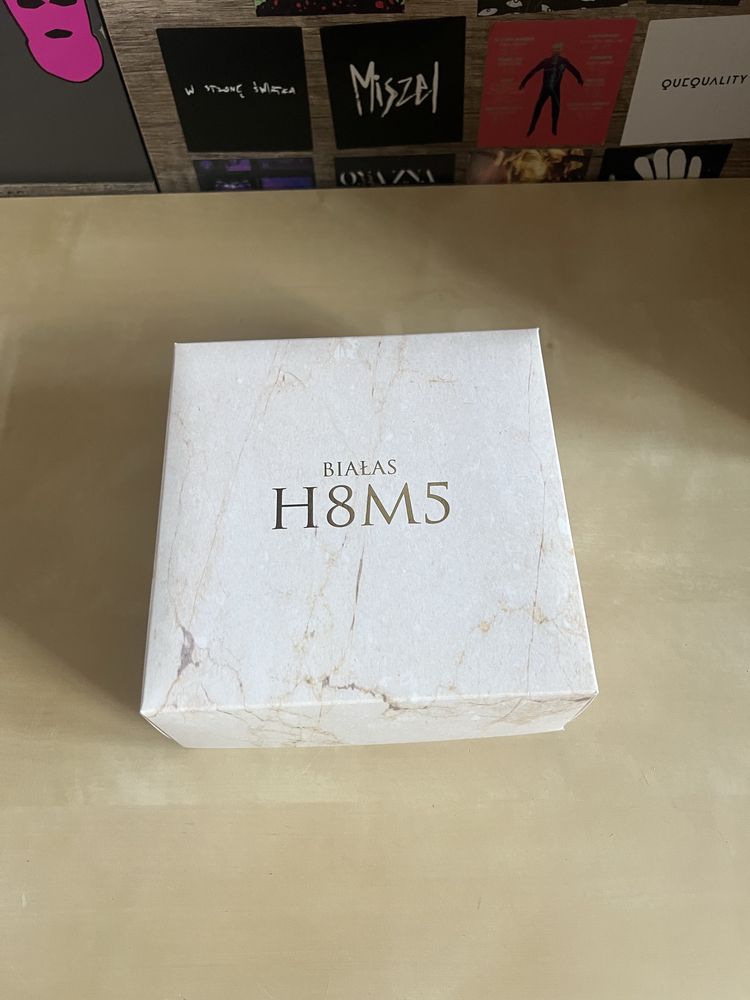 W STRONĘ ŚWIATŁA
Miszel
QUEQUALITY
BIAŁAS
H8M5